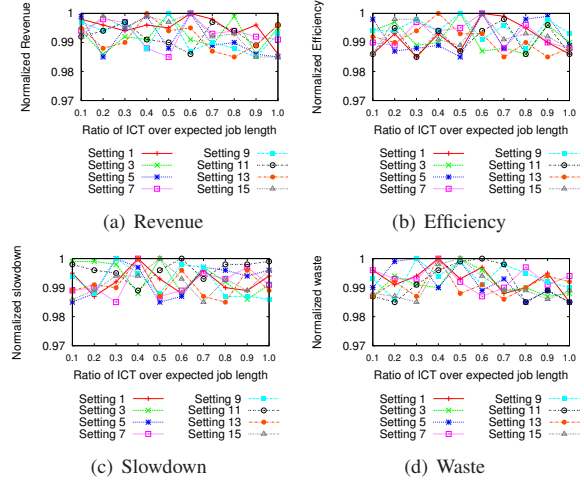 Normalized Revenue
1
0.99
0.98
0.97
0.1 0.2 0.3 0.4 0.5 0.6 0.7 0.8 0.9 1.0
Ratio of ICT over expected job length
Setting 1
Setting 3
Setting 5
Setting 7
Setting 9
Setting 11
Setting 13
Setting 15
(a) Revenue
Normalized Efficiency
1
0.99
0.98
0.97
0.1 0.2 0.3 0.4 0.5 0.6 0.7 0.8 0.9 1.0
Ratio of ICT over expected job length
Setting 1
Setting 3
Setting 5
Setting 7
Setting 9
Setting 11
Setting 13
Setting 15
(b) Efficiency
Normalized slowdown
1
0.99
0.98
0.97
0.1 0.2 0.3 0.4 0.5 0.6 0.7 0.8 0.9 1.0
Ratio of ICT over expected job length
Setting 1
Setting 3
Setting 5
Setting 7
Setting 9
Setting 11
Setting 13
Setting 15
(c) Slowdown
Normalized waste
1
0.99
0.98
0.97
0.1 0.2 0.3 0.4 0.5 0.6 0.7 0.8 0.9 1.0
Ratio of ICT over expected job length
Setting 1
Setting 3
Setting 5
Setting 7
Setting 9
Setting 11
Setting 13
Setting 15
(d) Waste